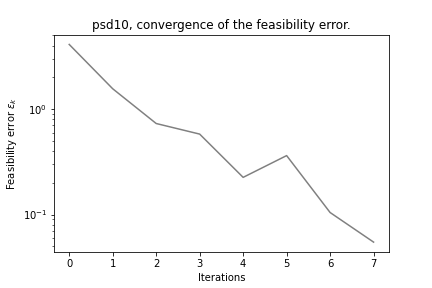 psd10, convergence of the feasibility error.
Feasibility error εₖ
10⁰
10⁻¹
0 1 2 3 4 5 6 7
Iterations